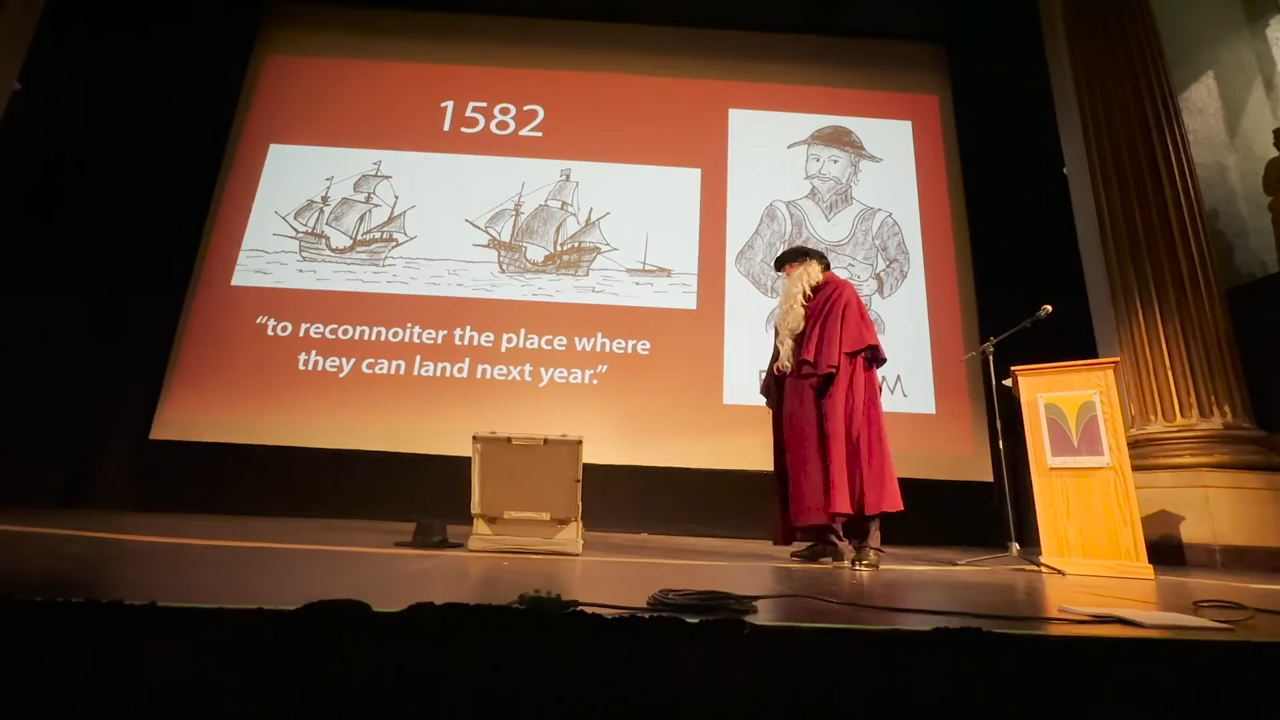 1582
“to reconnoiter the place where
they can land next year.”